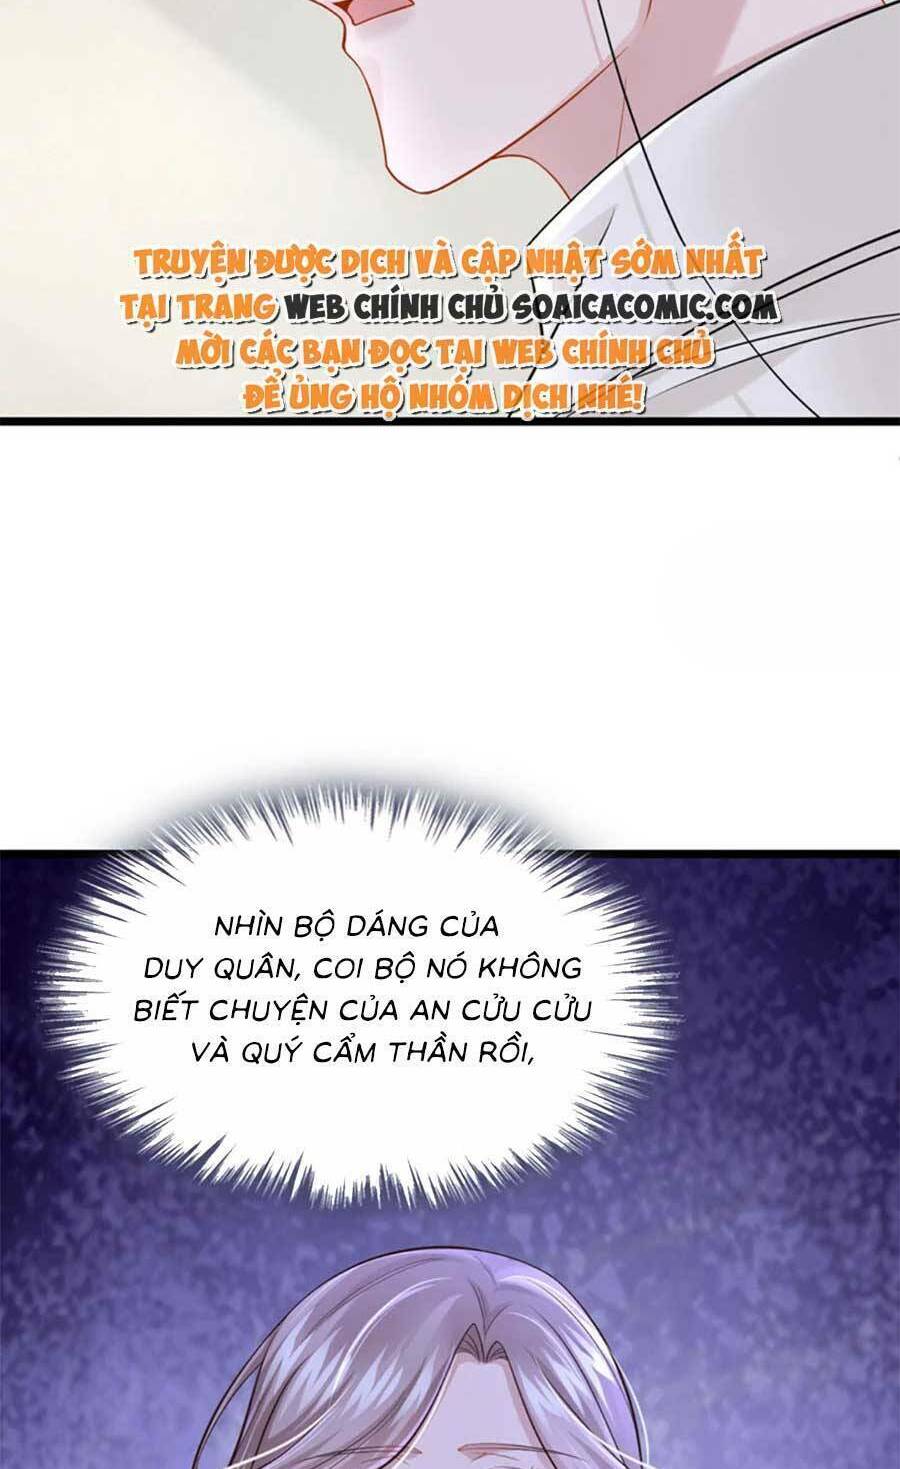 TRUYỆN ĐƯỢC DỊCH VÀ CẬP NHẬT SỚM NHẤT
TẠI TRANG WEB CHÍNH CHỦ SOAICACOMIC.COM
MỜI CÁC BẠN ĐỌC TẠI WEB CHÍNH CHỦ
ĐỂ ỦNG HỘ NHÓM DỊCH NHÉ!
NHÌN BỘ DÁNG CỦA
DUY QUÂN, COI BỘ NÓ KHÔNG
BIẾT CHUYỆN CỦA AN CỬU CỬU
VÀ QUÝ CẨM THẦN RỒI,